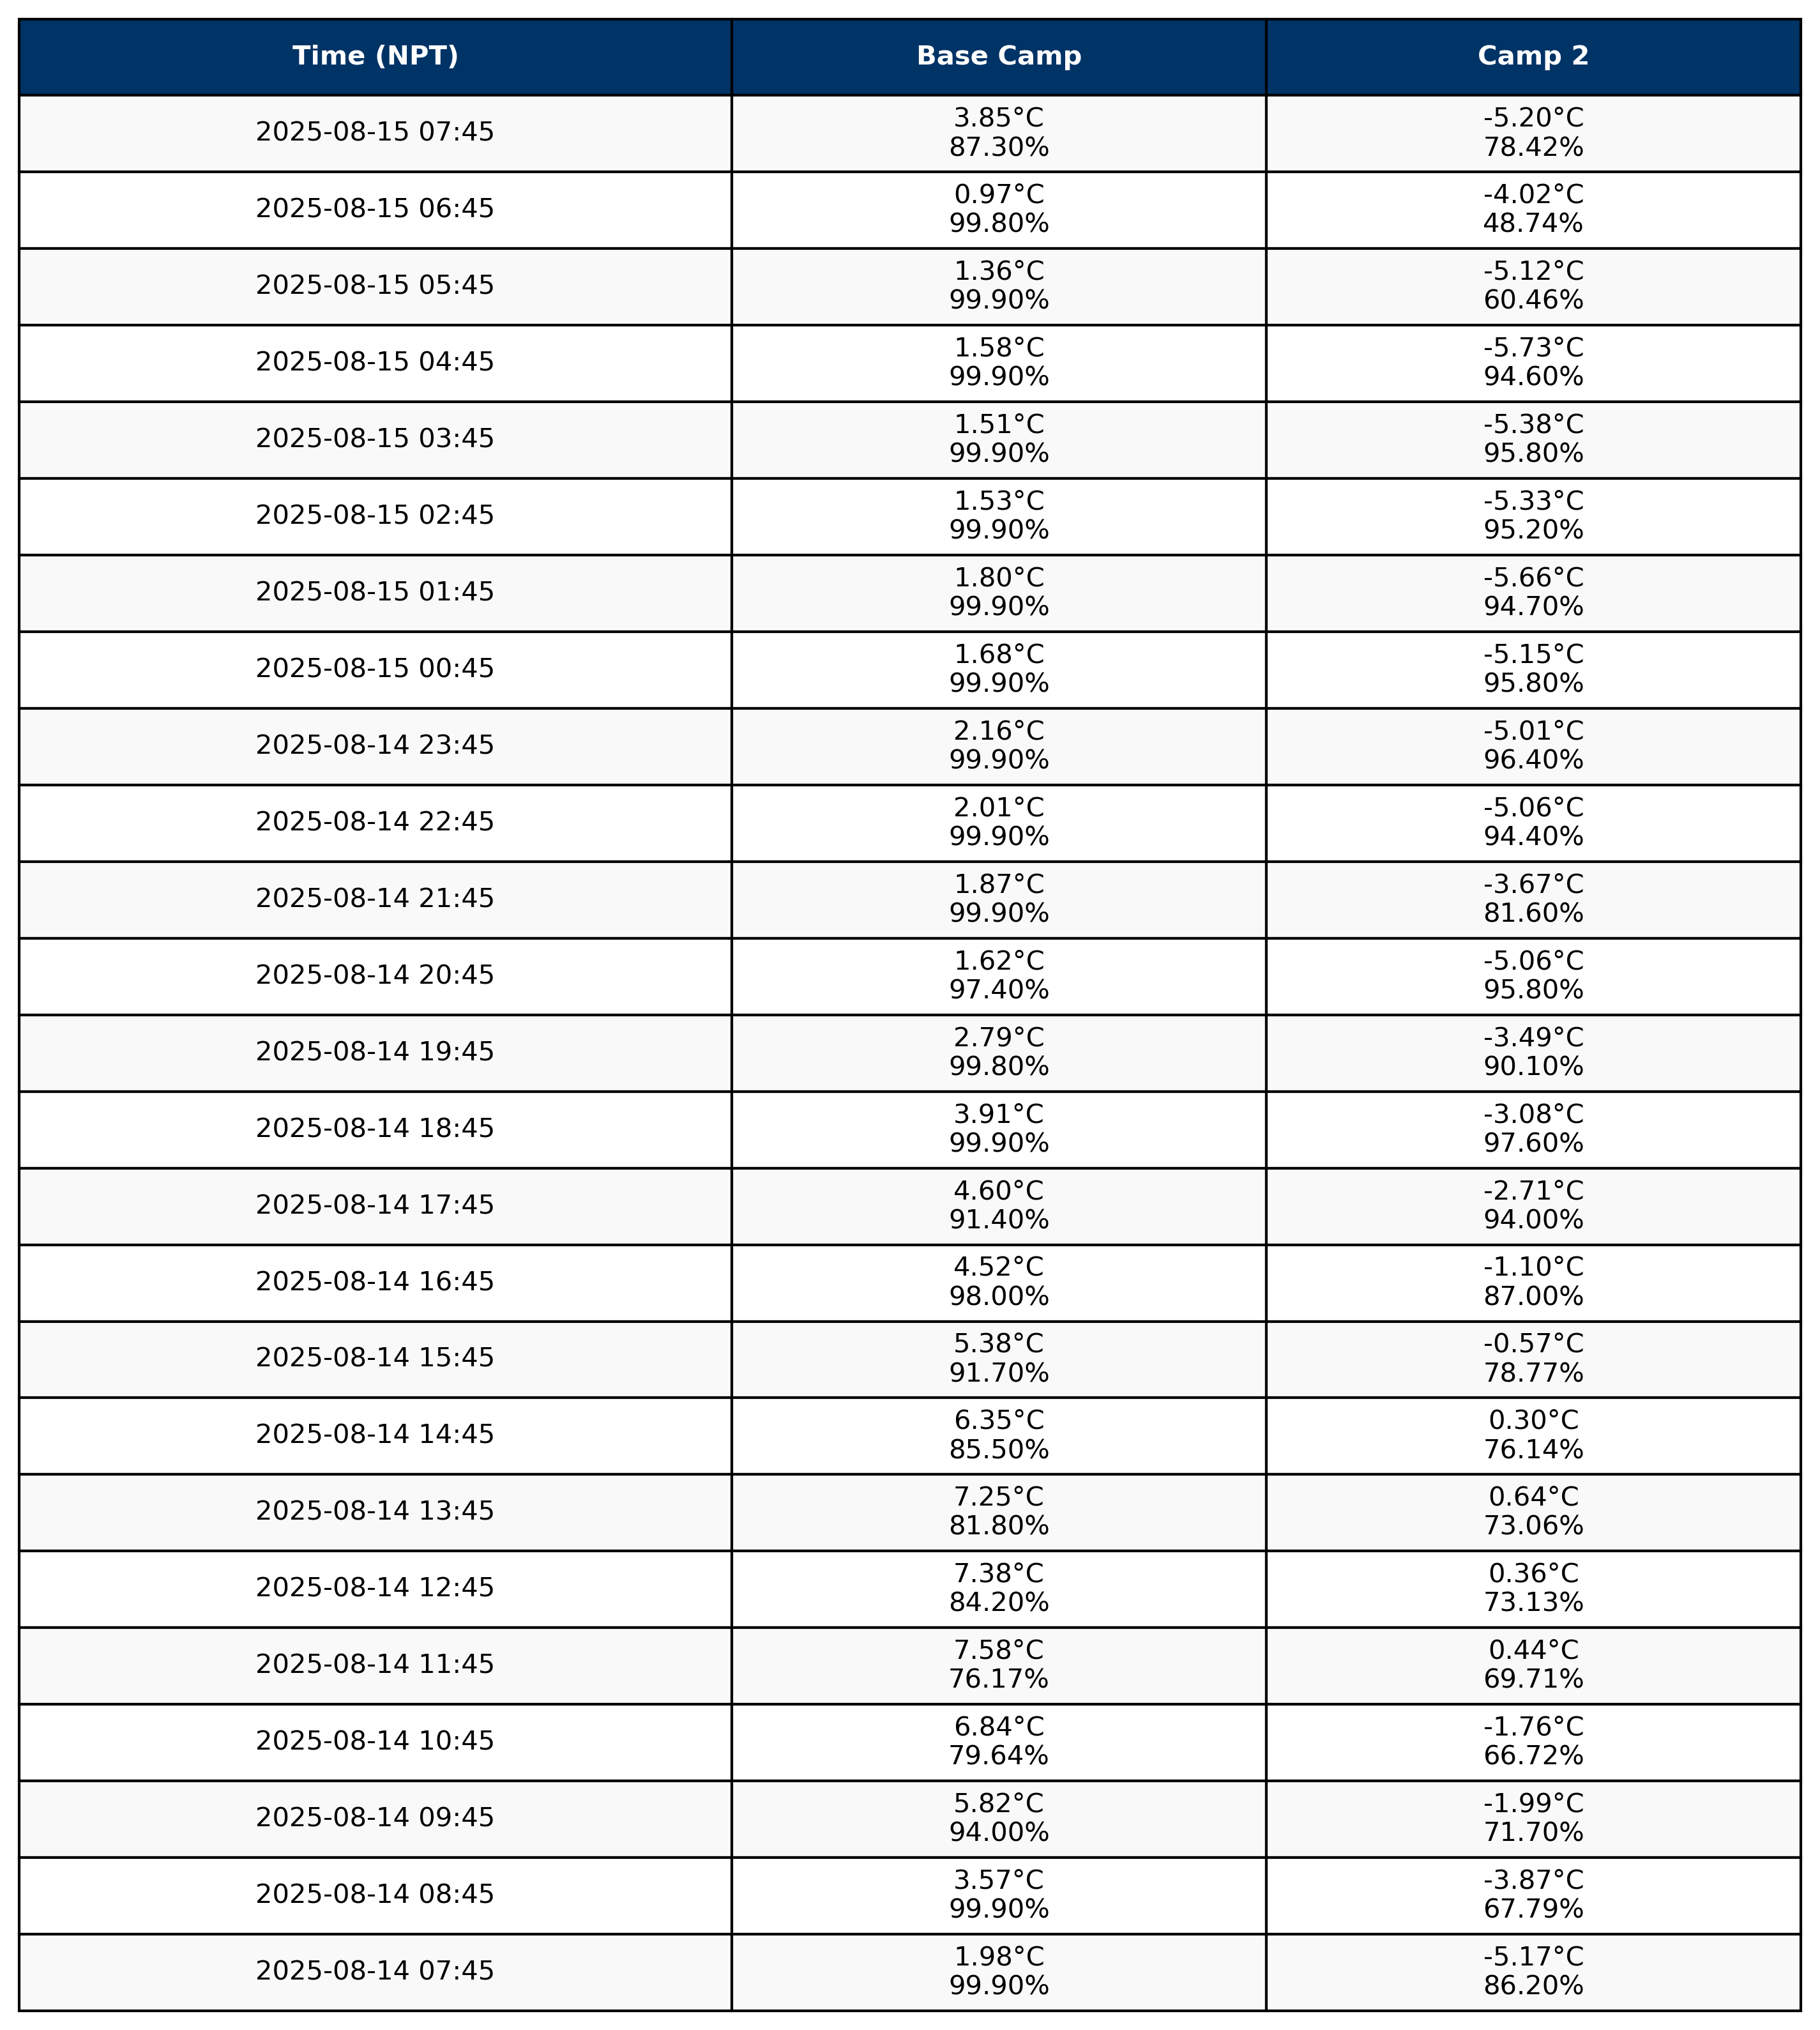 Time (NPT) Base Camp Camp 2
2025-08-15 07:45 3.85°C -5.20°C
87.30% 78.42%
2025-08-15 06:45 0.97°C -4.02°C
99.80% 48.74%
2025-08-15 05:45 1.36°C -5.12°C
99.90% 60.46%
2025-08-15 04:45 1.58°C -5.73°C
99.90% 94.60%
2025-08-15 03:45 1.51°C -5.38°C
99.90% 95.80%
2025-08-15 02:45 1.53°C -5.33°C
99.90% 95.20%
2025-08-15 01:45 1.80°C -5.66°C
99.90% 94.70%
2025-08-15 00:45 1.68°C -5.15°C
99.90% 95.80%
2025-08-14 23:45 2.16°C -5.01°C
99.90% 96.40%
2025-08-14 22:45 2.01°C -5.06°C
99.90% 94.40%
2025-08-14 21:45 1.87°C -3.67°C
99.90% 81.60%
2025-08-14 20:45 1.62°C -5.06°C
97.40% 95.80%
2025-08-14 19:45 2.79°C -3.49°C
99.80% 90.10%
2025-08-14 18:45 3.91°C -3.08°C
99.90% 97.60%
2025-08-14 17:45 4.60°C -2.71°C
91.40% 94.00%
2025-08-14 16:45 4.52°C -1.10°C
98.00% 87.00%
2025-08-14 15:45 5.38°C -0.57°C
91.70% 78.77%
2025-08-14 14:45 6.35°C 0.30°C
85.50% 76.14%
2025-08-14 13:45 7.25°C 0.64°C
81.80% 73.06%
2025-08-14 12:45 7.38°C 0.36°C
84.20% 73.13%
2025-08-14 11:45 7.58°C 0.44°C
76.17% 69.71%
2025-08-14 10:45 6.84°C -1.76°C
79.64% 66.72%
2025-08-14 09:45 5.82°C -1.99°C
94.00% 71.70%
2025-08-14 08:45 3.57°C -3.87°C
99.90% 67.79%
2025-08-14 07:45 1.98°C -5.17°C
99.90% 86.20%